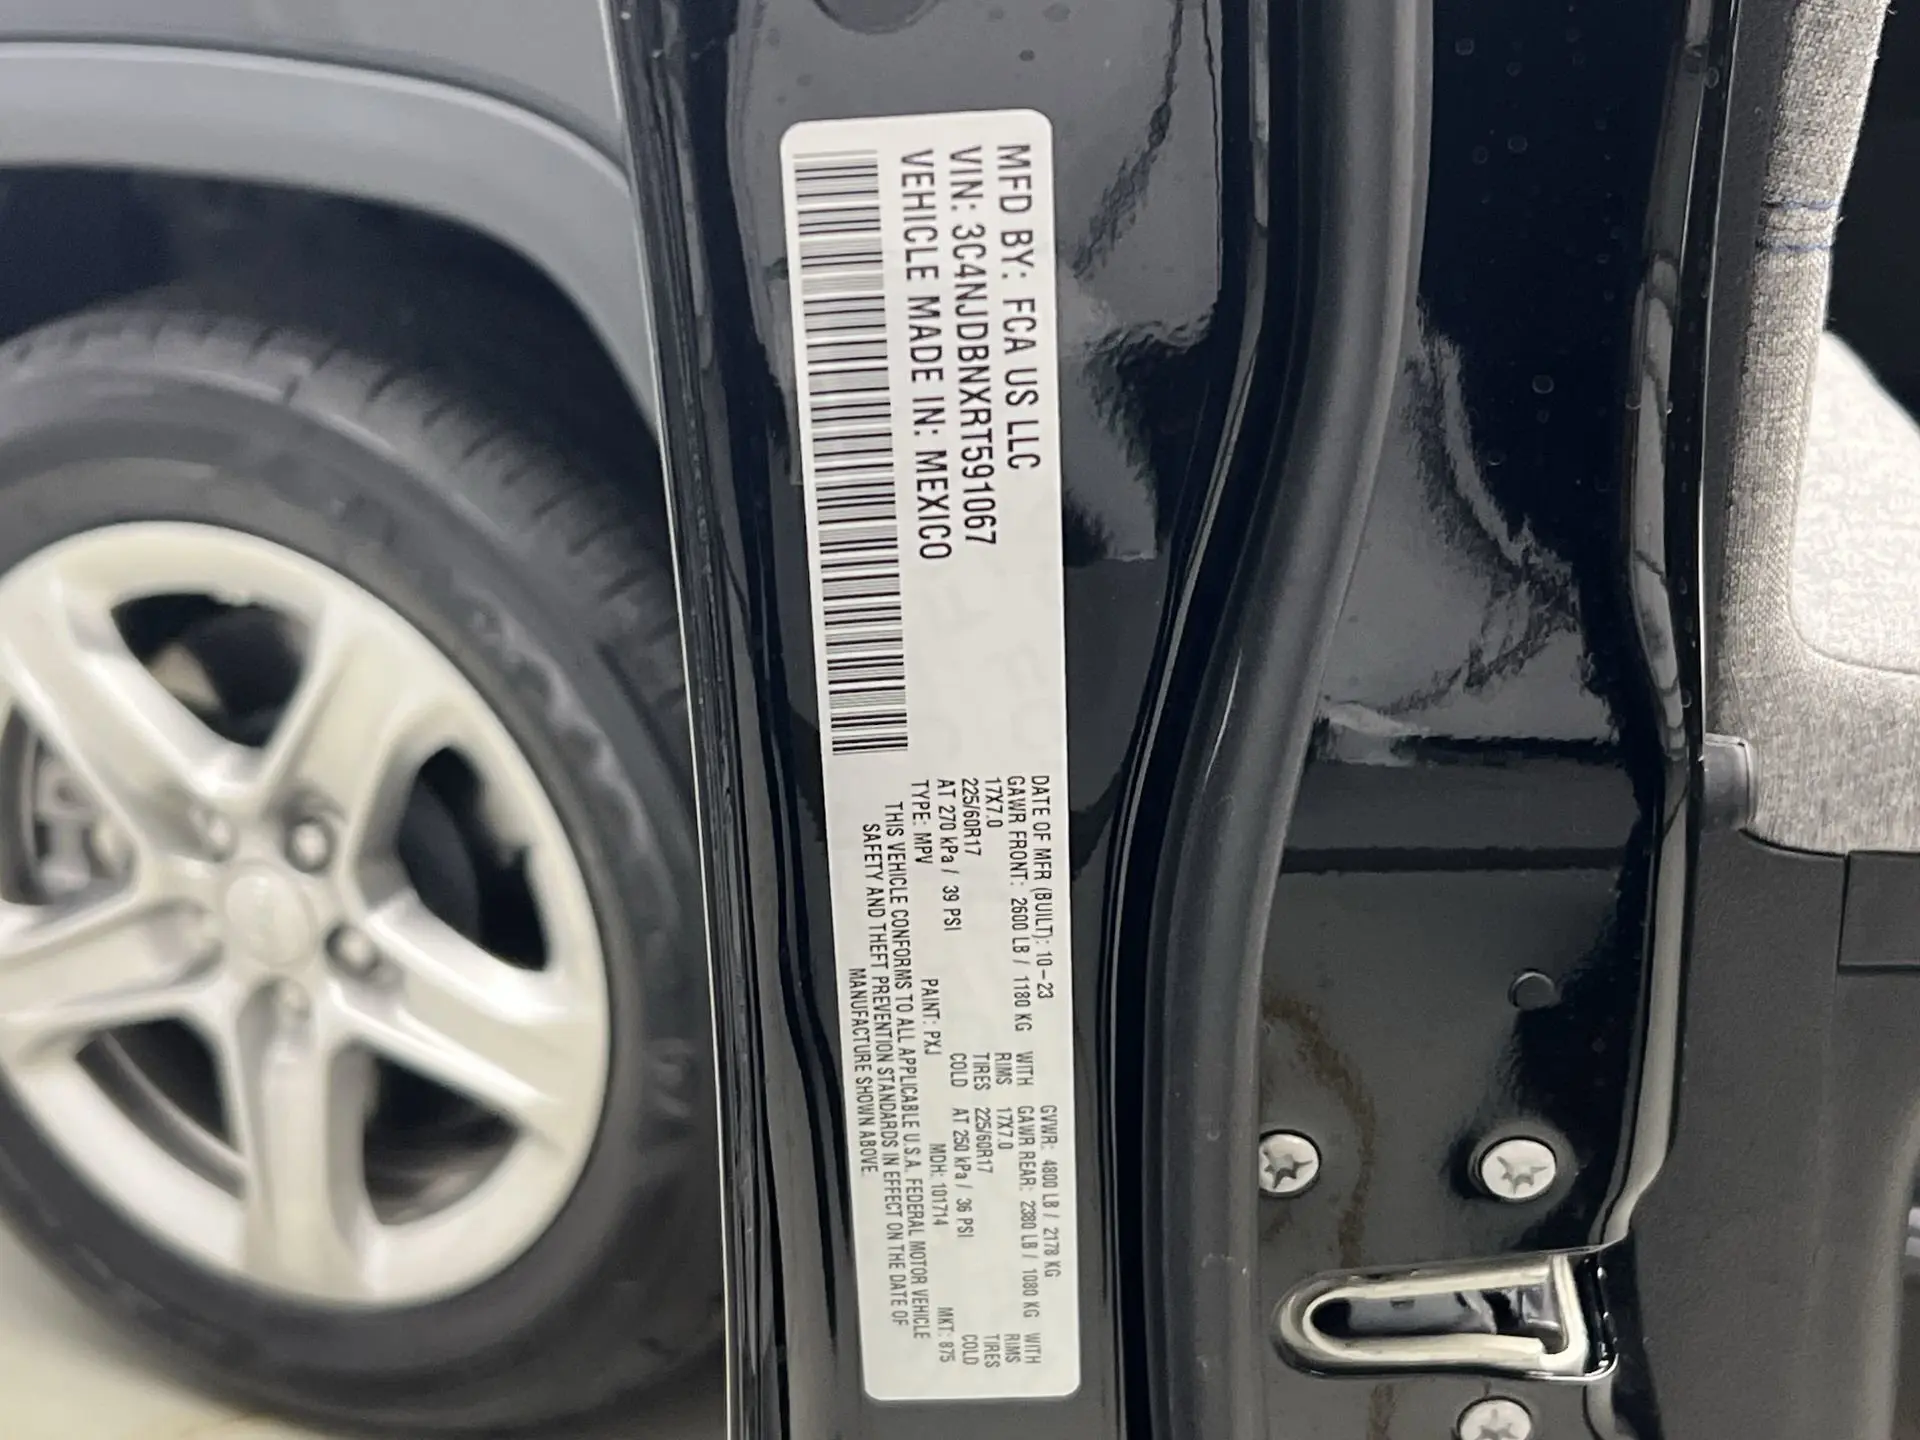 MFD BY: FCA US LLC
VIN: 3C4NJDBNXRT591067
VEHICLE MADE IN: MEXICO
DATE OF MFR (BUILT): 10-23 GVWR: 4800 LB / 2178 KG
GAWR FRONT: 2600 LB / 1180 KG WITH GAWR REAR: 2380 LB / 1080 KG WITH
17X7.0 RIMS 17X7.0 RIMS
225/60R17 TIRES 225/60R17 TIRES
AT 270 kPa / 39 PSI COLD AT 250 kPa / 36 PSI COLD
TYPE: MPV PAINT: PXJ MDH: 101714 MKT: 875
THIS VEHICLE CONFORMS TO ALL APPLICABLE U.S.A. FEDERAL MOTOR VEHICLE
SAFETY AND THEFT PREVENTION STANDARDS IN EFFECT ON THE DATE OF
MANUFACTURE SHOWN ABOVE.